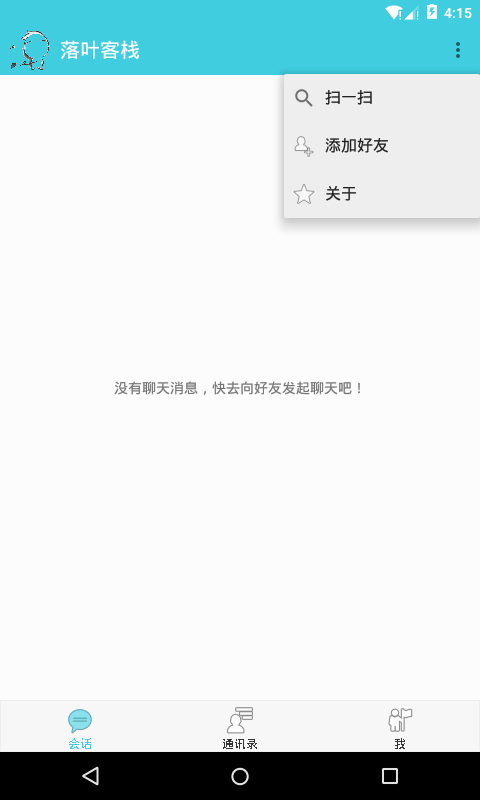 4:15
落叶客栈
扫一扫
添加好友
关于
没有聊天消息，快去向好友发起聊天吧！
会话
通讯录
我